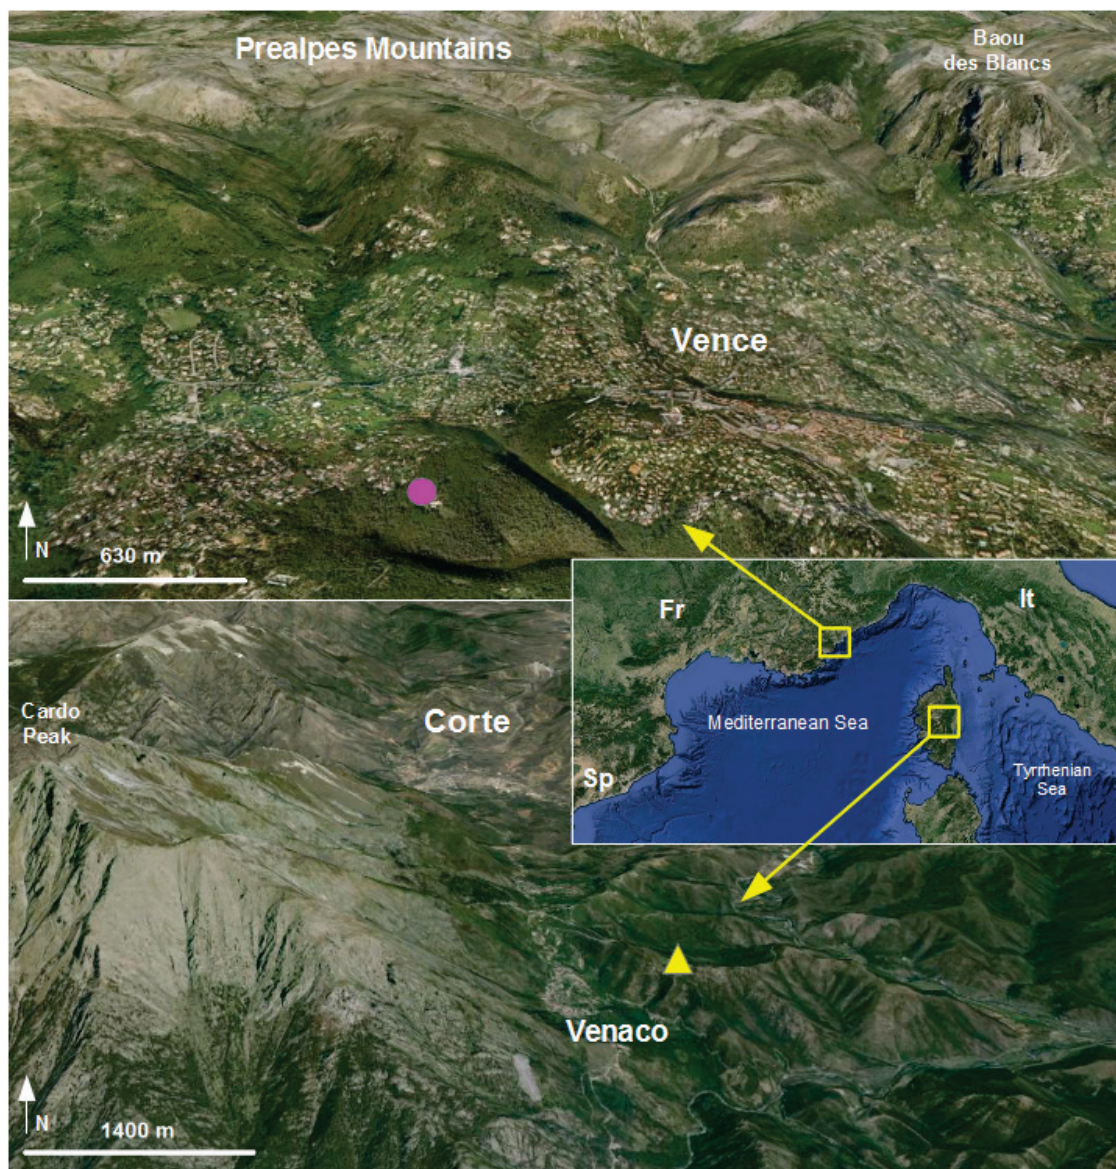 Prealpes Mountains
Baou
des Blancs
Vence
N
630 m
Fr
It
Mediterranean Sea
Sp
Tyrrhenian
Sea
Cardo
Peak
Corte
Venaco
N
1400 m